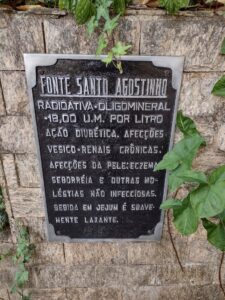 FONTE SANTO AGOSTINHO
RADIOATIVA-OLIGOMINERAL
-18,00 U.M. POR LITRO
AÇÃO DIURÉTICA. AFECÇÕES
VESICO-RENAIS CRÔNICAS.
AFECÇÕES DA PELE:ECZEMA
SEBORRÉIA E OUTRAS MO-
LÉSTIAS NÃO INFECCIOSAS.
BEBIDA EM JEJUM É SUAVE-
MENTE LAXANTE.